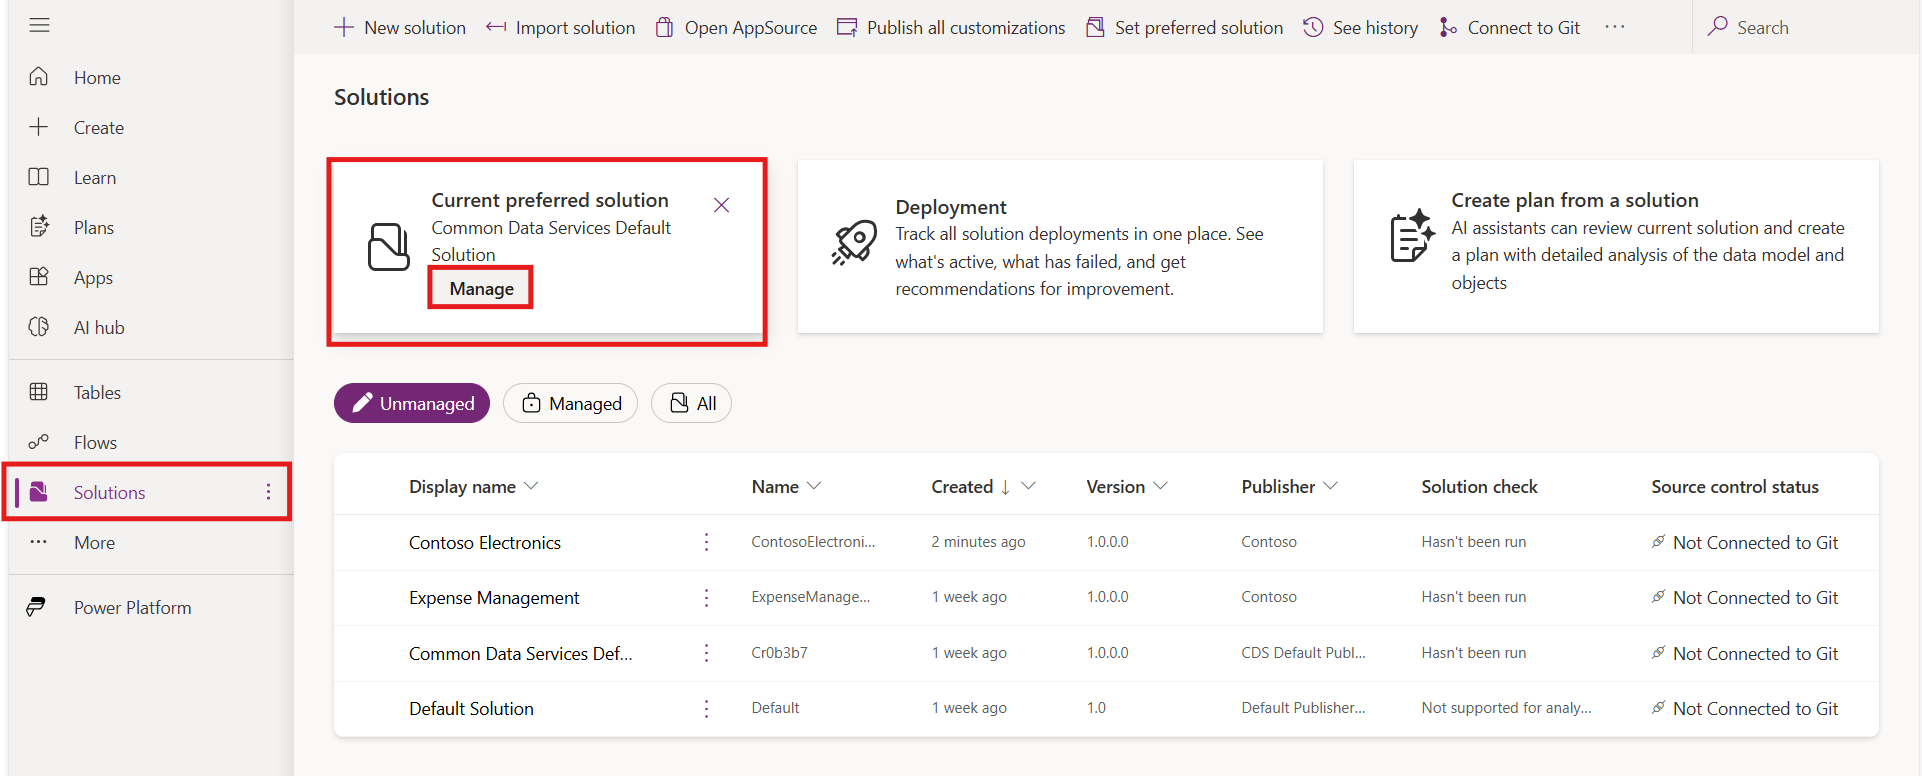 New solution
Import solution
Open AppSource
Publish all customizations
Set preferred solution
See history
Connect to Git
Search
Home
Create
Learn
Plans
Apps
AI hub
Tables
Flows
Solutions
More
Power Platform
Solutions
Current preferred solution
Common Data Services Default
Solution
Manage
Deployment
Track all solution deployments in one place. See
what's active, what has failed, and get
recommendations for improvement.
Create plan from a solution
AI assistants can review current solution and create
a plan with detailed analysis of the data model and
objects
Unmanaged
Managed
All
Display name Name Created Version Publisher Solution check Source control status
Contoso Electronics ContosoElectroni... 2 minutes ago 1.0.0.0 Contoso Hasn't been run Not Connected to Git
Expense Management ExpenseManage... 1 week ago 1.0.0.0 Contoso Hasn't been run Not Connected to Git
Common Data Services Def... Cr0b3b7 1 week ago 1.0.0.0 CDS Default Publ... Hasn't been run Not Connected to Git
Default Solution Default 1 week ago 1.0 Default Publisher... Not supported for analy... Not Connected to Git